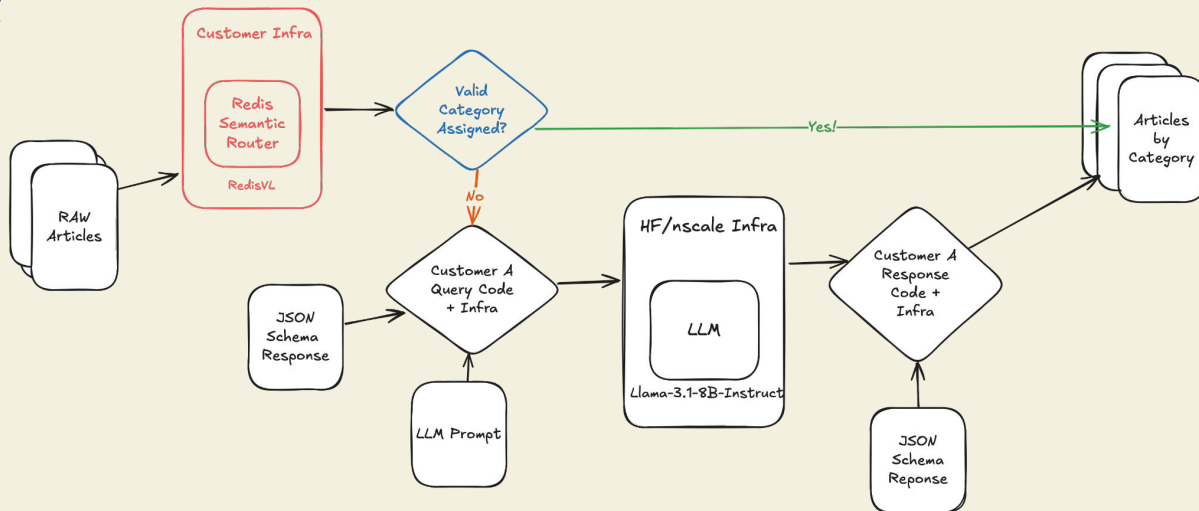 Customer Infra
Redis
Semantic
Router
RedisVL
Valid
Category
Assigned?
Yes!
Articles
by
Category
RAW
Articles
No
Customer A
Query Code
+ Infra
JSON
Schema
Response
LLM Prompt
HF/nscale Infra
LLM
Llama-3.1-8B-Instruct
Customer A
Response
Code +
Infra
JSON
Schema
Reponse